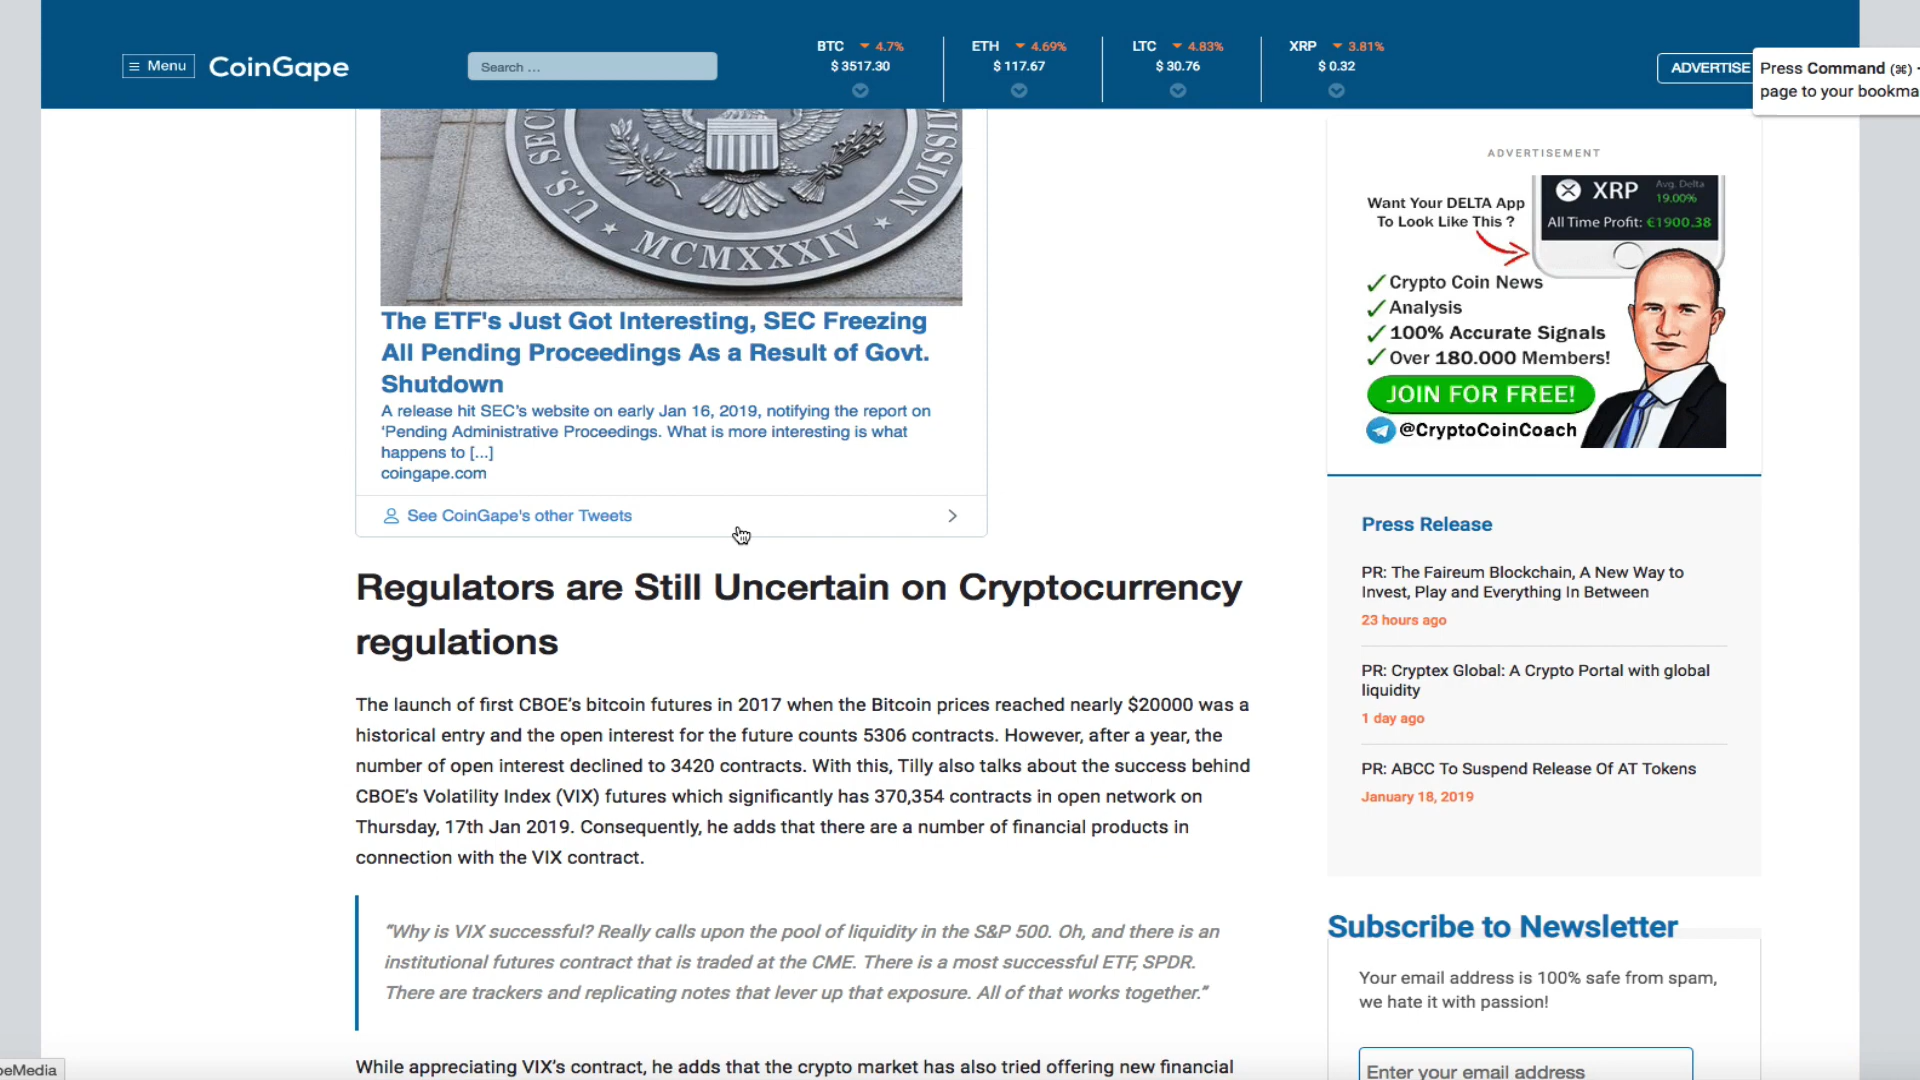 Menu
CoinGape
Search ...
BTC 4.7%
$ 3517.30
ETH 4.69%
$ 117.67
LTC 4.83%
$ 30.76
XRP 3.81%
$ 0.32
ADVERTISE
Press Command (⌘)
page to your bookma
U.S. SEC
MISSION
MCMXXXIV
The ETF's Just Got Interesting, SEC Freezing
All Pending Proceedings As a Result of Govt.
Shutdown
A release hit SEC's website on early Jan 16, 2019, notifying the report on
'Pending Administrative Proceedings. What is more interesting is what
happens to [...]
coingape.com
See CoinGape's other Tweets
Regulators are Still Uncertain on Cryptocurrency
regulations
The launch of first CBOE's bitcoin futures in 2017 when the Bitcoin prices reached nearly $20000 was a
historical entry and the open interest for the future counts 5306 contracts. However, after a year, the
number of open interest declined to 3420 contracts. With this, Tilly also talks about the success behind
CBOE's Volatility Index (VIX) futures which significantly has 370,354 contracts in open network on
Thursday, 17th Jan 2019. Consequently, he adds that there are a number of financial products in
connection with the VIX contract.
"Why is VIX successful? Really calls upon the pool of liquidity in the S&P 500. Oh, and there is an
institutional futures contract that is traded at the CME. There is a most successful ETF, SPDR.
There are trackers and replicating notes that lever up that exposure. All of that works together."
While appreciating VIX's contract, he adds that the crypto market has also tried offering new financial
ADVERTISEMENT
Want Your DELTA App
To Look Like This ?
XRP
Avg. Delta
19.00%
All Time Profit: €1900.38
Crypto Coin News
Analysis
100% Accurate Signals
Over 180.000 Members!
JOIN FOR FREE!
@CryptoCoinCoach
Press Release
PR: The Faireum Blockchain, A New Way to
Invest, Play and Everything In Between
23 hours ago
PR: Cryptex Global: A Crypto Portal with global
liquidity
1 day ago
PR: ABCC To Suspend Release Of AT Tokens
January 18, 2019
Subscribe to Newsletter
Your email address is 100% safe from spam,
we hate it with passion!
Enter your email address
peMedia